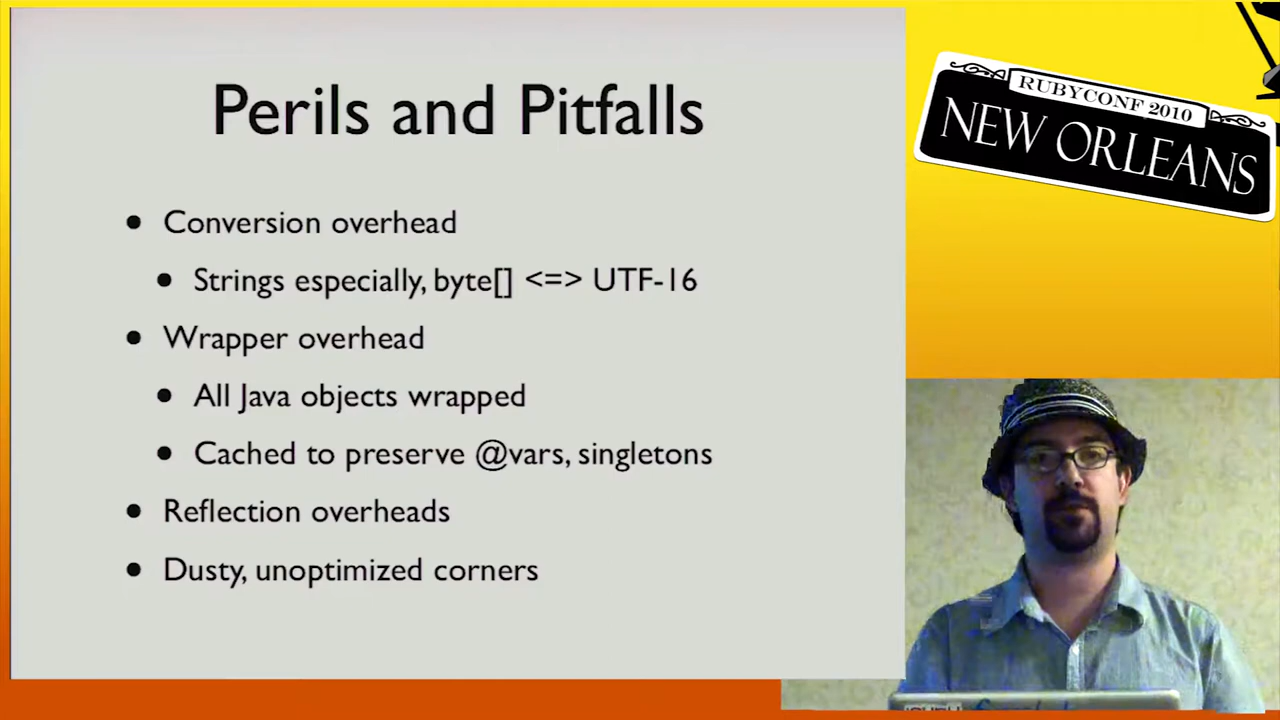 Perils and Pitfalls
• Conversion overhead
• Strings especially, byte[] <=> UTF-16
• Wrapper overhead
• All Java objects wrapped
• Cached to preserve @vars, singletons
• Reflection overheads
• Dusty, unoptimized corners
RUBYCONF 2010
NEW ORLEANS